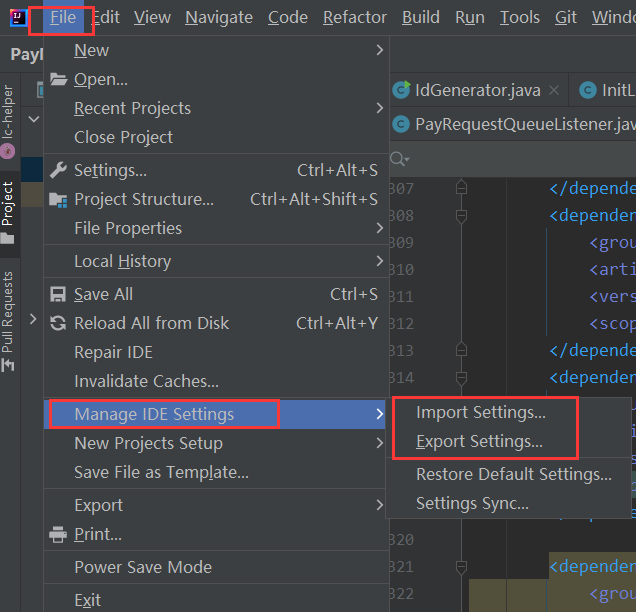 File Edit View Navigate Code Refactor Build Run Tools Git
New
Open...
Recent Projects
Close Project
Settings... Ctrl+Alt+S
Project Structure... Ctrl+Alt+Shift+S
File Properties
Local History
Save All Ctrl+S
Reload All from Disk Ctrl+Alt+Y
Repair IDE
Invalidate Caches...
Manage IDE Settings
New Projects Setup
Save File as Template...
Export
Print...
Power Save Mode
Exit
Import Settings...
Export Settings...
Restore Default Settings...
Settings Sync...
lc-helper
Project
Pull Requests
IdGenerator.java
PayRequestQueueListener.jav
307 </depende
308 <depender
309 <grou
310 <arti
311 <vers
312 <scop
313 </depende
314 <depender
320
321 <depender
322 <grou